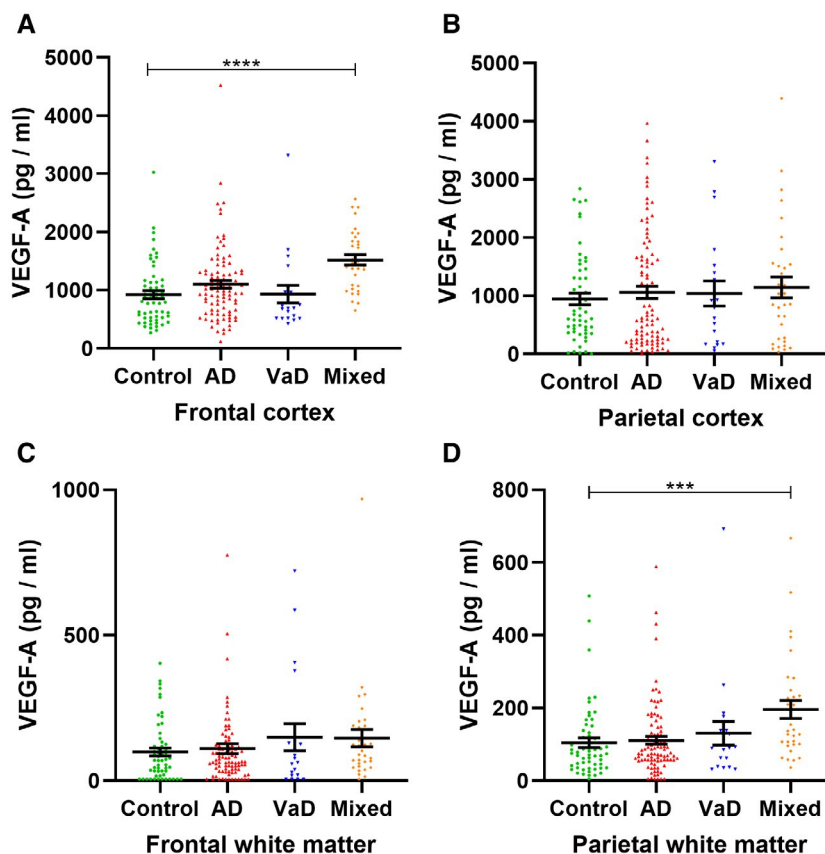 A
VEGF-A (pg / ml)
5000
4000
3000
2000
1000
0
****
Control AD VaD Mixed
Frontal cortex
B
VEGF-A (pg / ml)
5000
4000
3000
2000
1000
0
Control AD VaD Mixed
Parietal cortex
C
VEGF-A (pg / ml)
1000
500
0
Control AD VaD Mixed
Frontal white matter
D
VEGF-A (pg / ml)
800
600
400
200
0
***
Control AD VaD Mixed
Parietal white matter